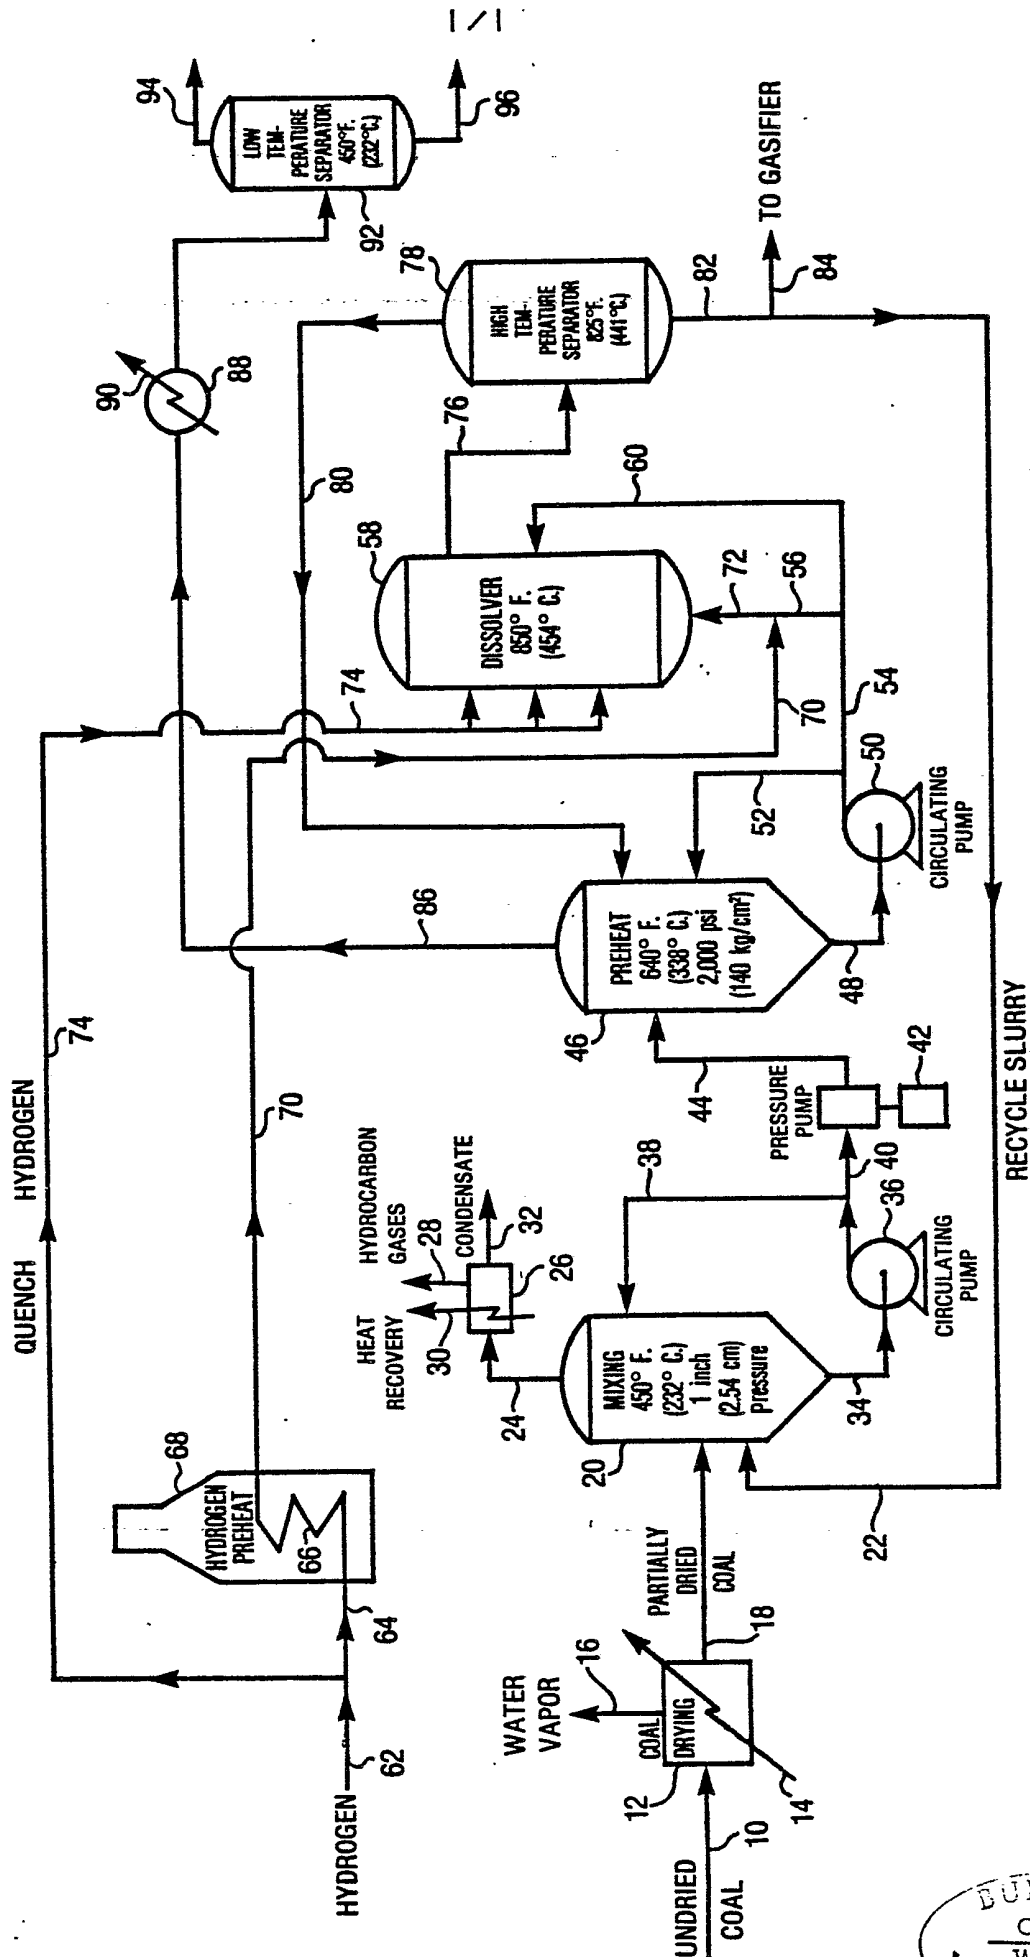 1/1
QUENCH HYDROGEN
74
94
LOW
TEM-
PERATURE
SEPARATOR
450°F.
(232°C.)
96
92
90
88
HYDROGEN
62
64
66
HYDROGEN
PREHEAT
68
70
86
80
74
70
78
HIGH
TEM-
PERATURE
SEPARATOR
825°F.
(441°C.)
82
84
TO GASIFIER
76
58
DISSOLVER
850° F.
(454° C.)
60
72
56
54
52
50
CIRCULATING
PUMP
PREHEAT
640° F.
(338° C.)
2,000 psi
(140 kg/cm²)
46
48
44
PRESSURE
PUMP
42
40
38
36
CIRCULATING
PUMP
HEAT
RECOVERY
HYDROCARBON
GASES
CONDENSATE
30
28
32
26
24
MIXING
450° F.
(232° C.)
1 inch
(2.54 cm)
pressure
20
34
22
RECYCLE SLURRY
WATER
VAPOR
16
COAL
DRYING
12
14
18
PARTIALLY
DRIED
COAL
UNDRIED
COAL
10